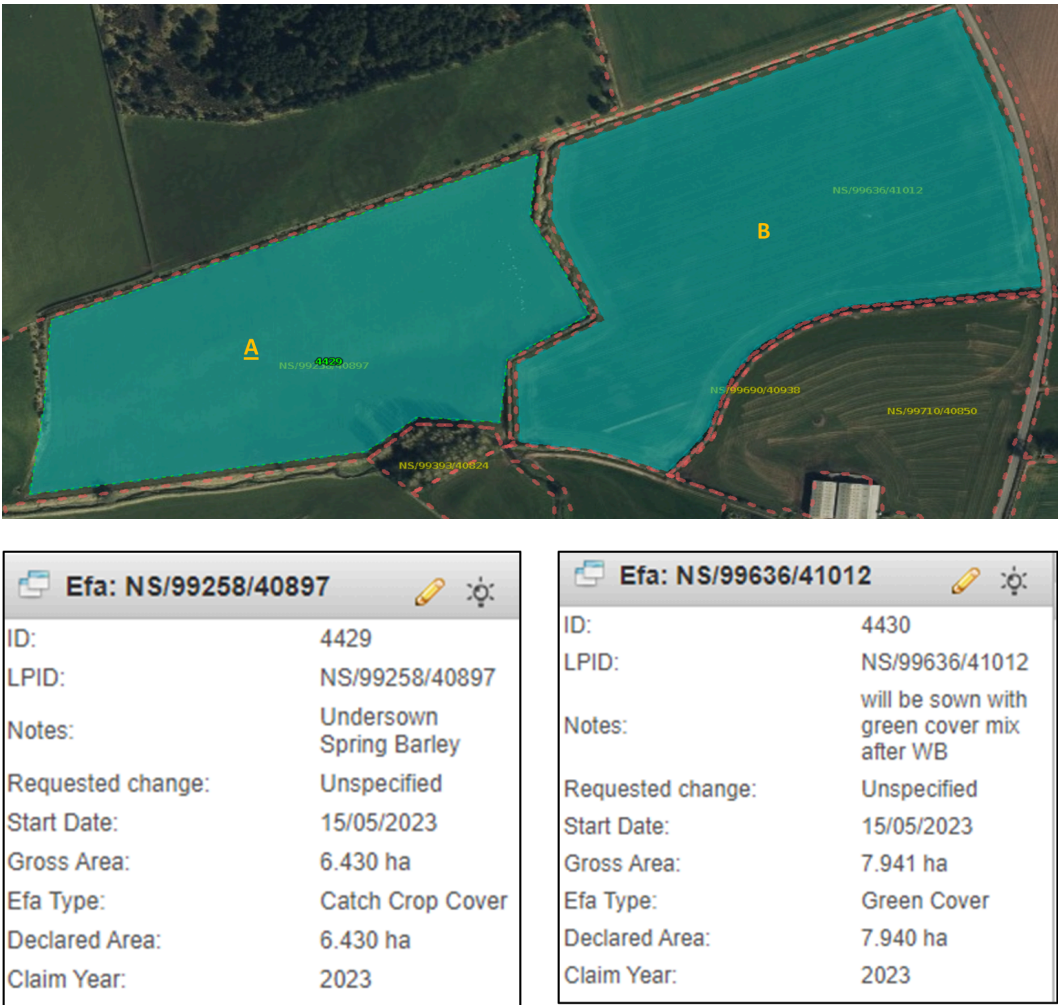 NS/99636/41012
B
A
4429
NS/99258/40897
NS/99690/40938
NS/99710/40850
NS/99393/40824
Efa: NS/99258/40897
ID: 4429
LPID: NS/99258/40897
Notes: Undersown
Spring Barley
Requested change: Unspecified
Start Date: 15/05/2023
Gross Area: 6.430 ha
Efa Type: Catch Crop Cover
Declared Area: 6.430 ha
Claim Year: 2023
Efa: NS/99636/41012
ID: 4430
LPID: NS/99636/41012
Notes: will be sown with
green cover mix
after WB
Requested change: Unspecified
Start Date: 15/05/2023
Gross Area: 7.941 ha
Efa Type: Green Cover
Declared Area: 7.940 ha
Claim Year: 2023